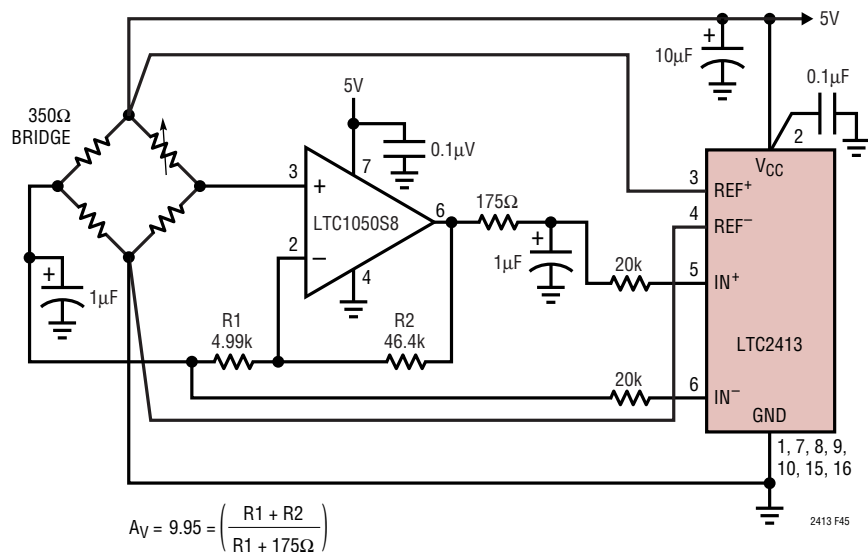 5V
10µF
0.1µF
2
350Ω
BRIDGE
5V
7
0.1µV
VCC
3
REF+
4
REF−
3
+
LTC1050S8
6
175Ω
2
−
4
+
1µF
+
1µF
+
20k
5
IN+
R1
4.99k
R2
46.4k
LTC2413
20k
6
IN−
GND
1, 7, 8, 9,
10, 15, 16
AV = 9.95 = (R1 + R2 / R1 + 175Ω)
2413 F45